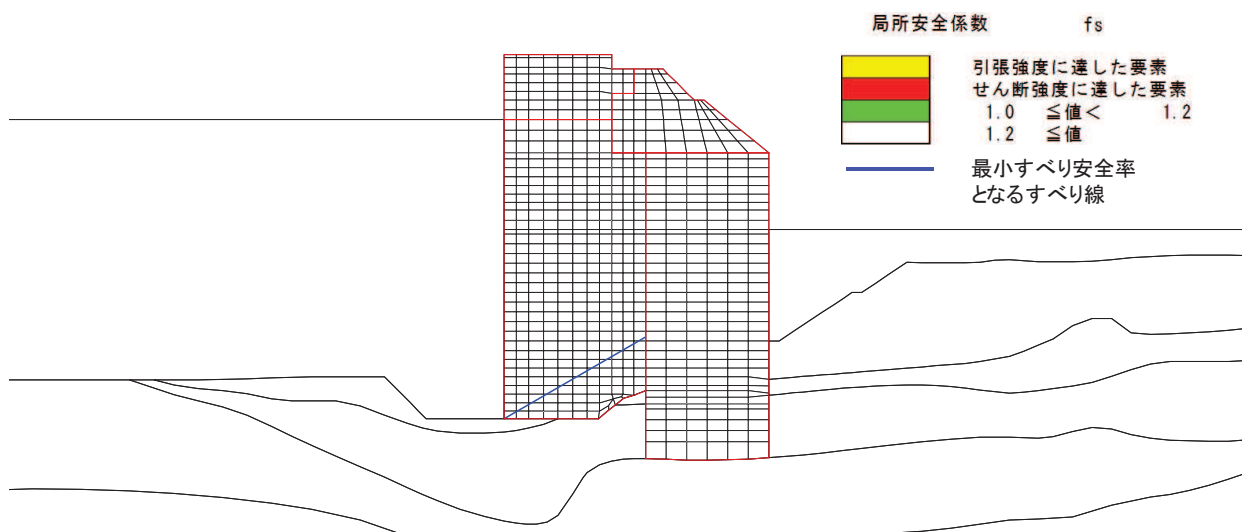 局所安全係数 fs
引張強度に達した要素
せん断強度に達した要素
1.0 ≦値< 1.2
1.2 ≦値
最小すべり安全率
となるすべり線